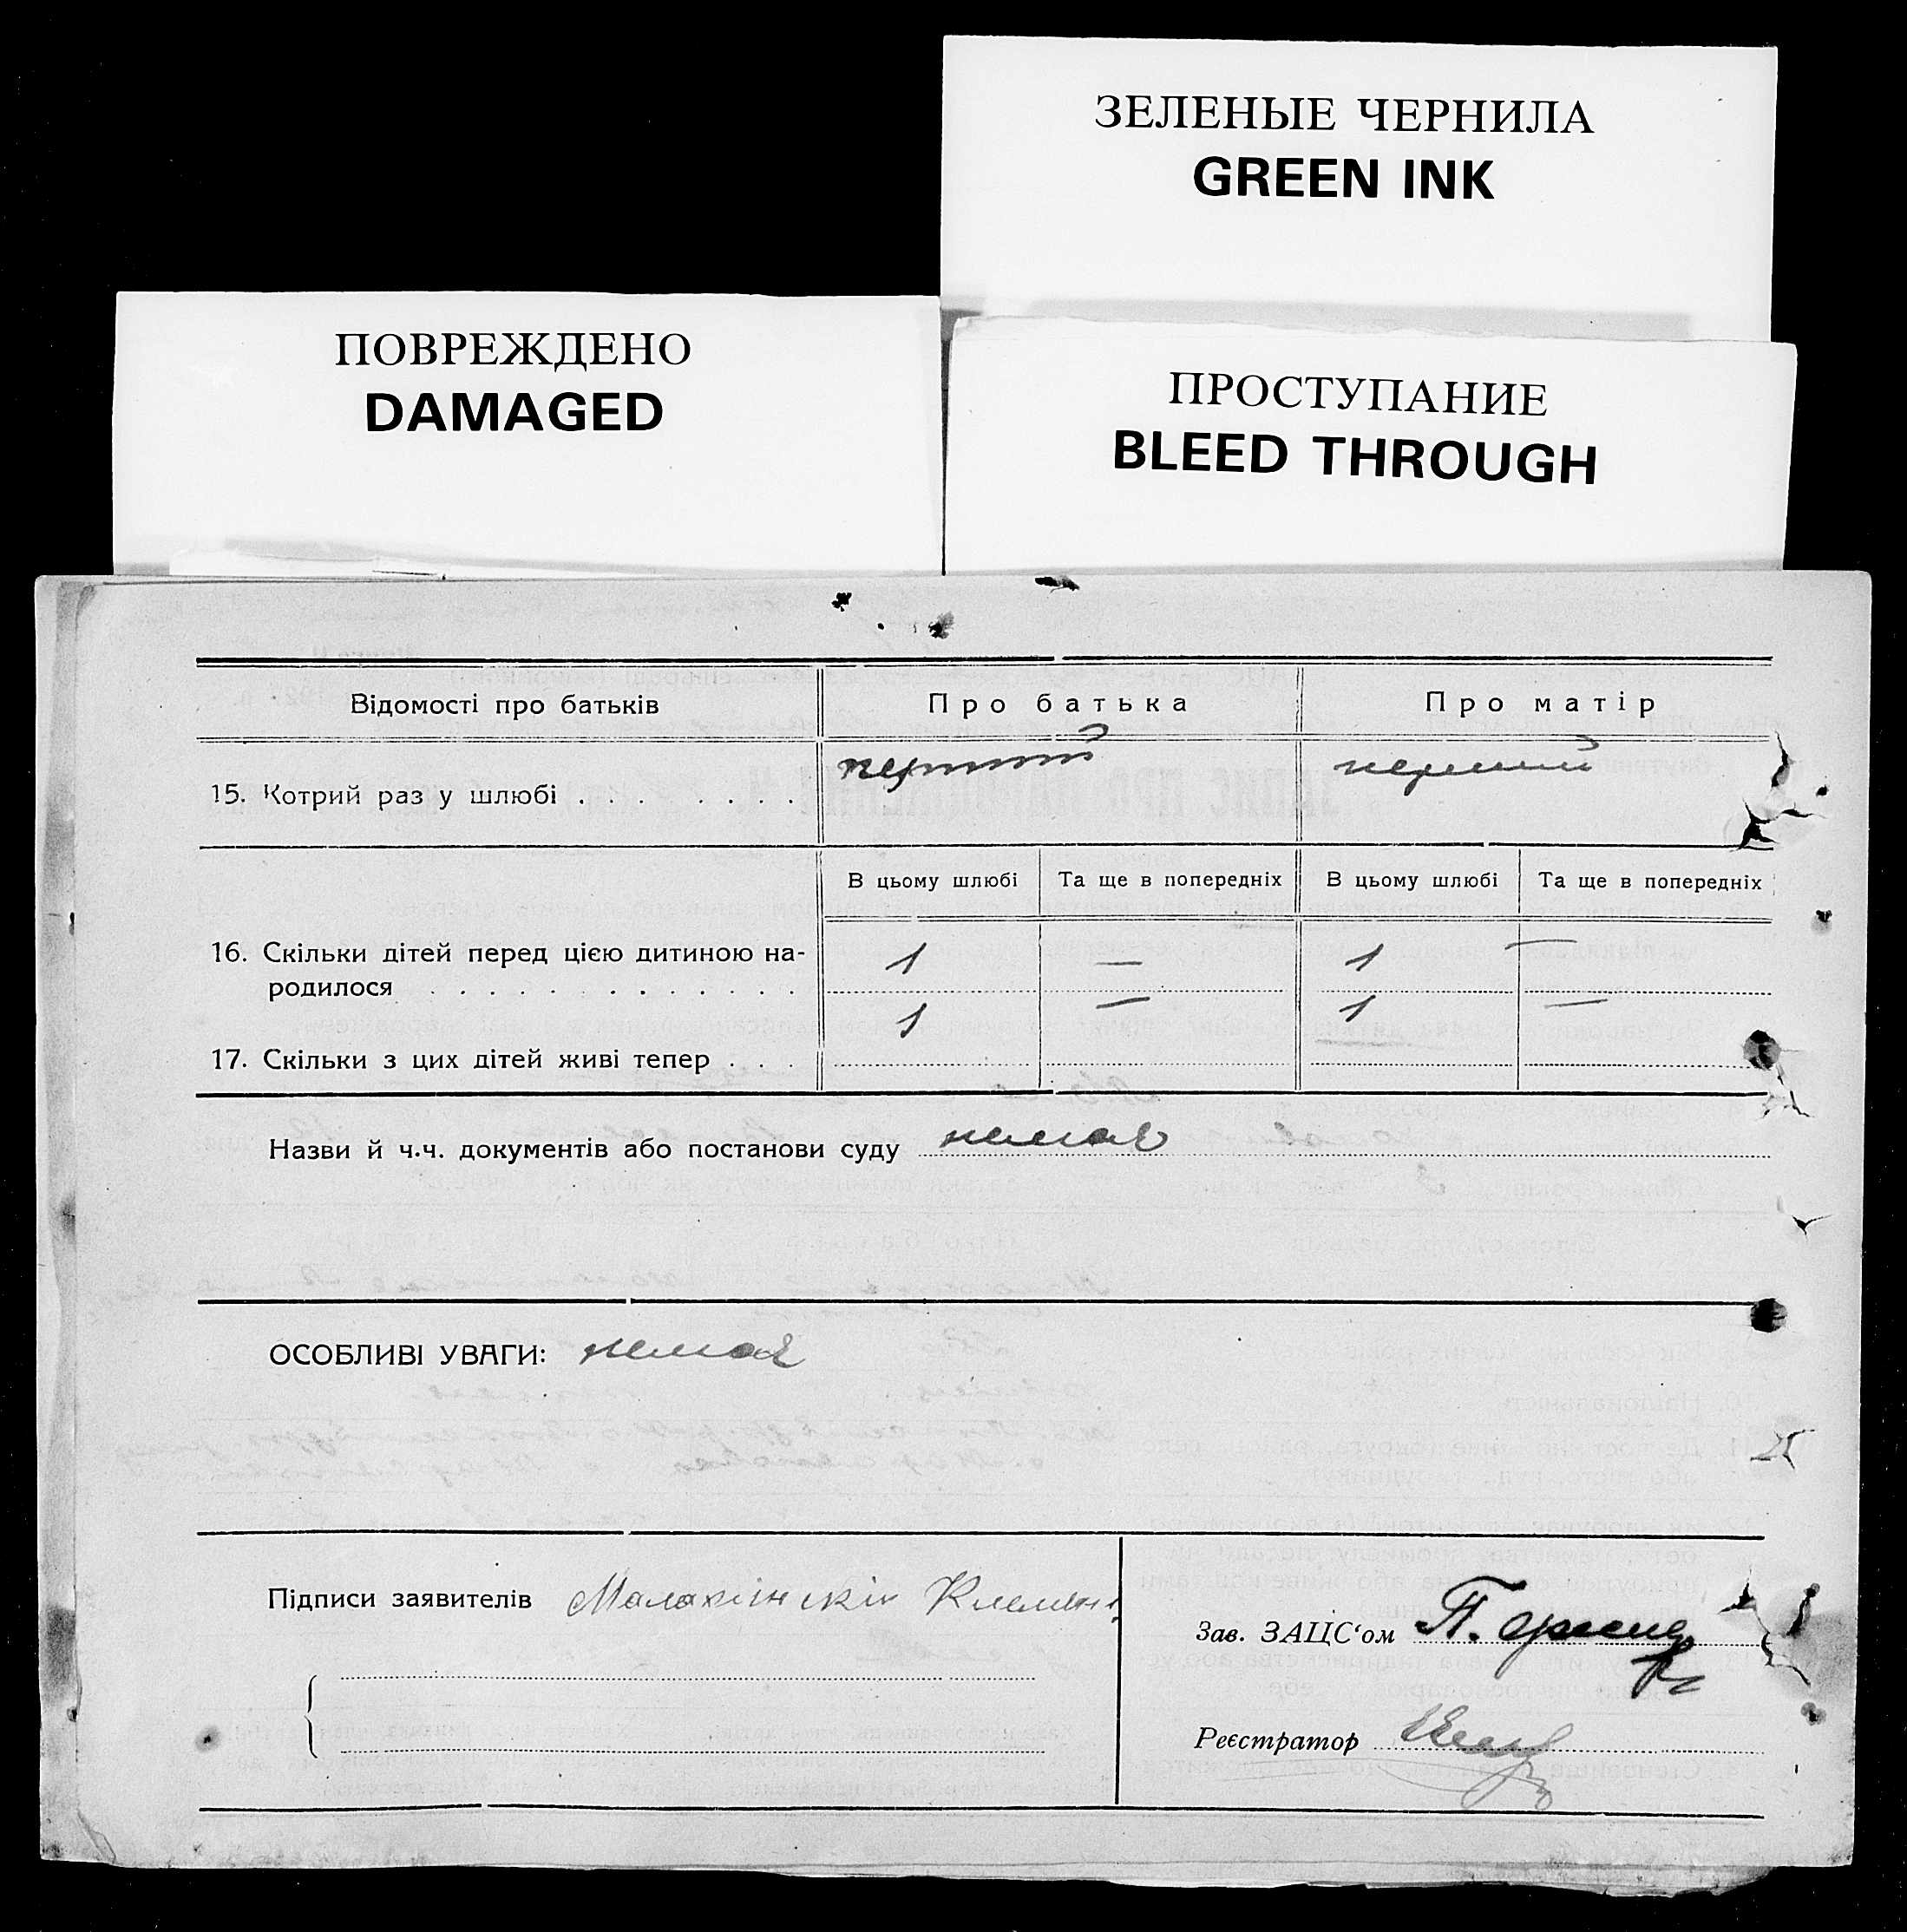 ЗЕЛЕНЫЕ ЧЕРНИЛА
GREEN INK
ПОВРЕЖДЕНО
DAMAGED
ПРОСТУПАНИЕ
BLEED THROUGH
Відомості про батьків Про батька Про матір
15. Котрий раз у шлюбі . . . . . . . . перший перший
В цьому шлюбі Та ще в попередніх В цьому шлюбі Та ще в попередніх
16. Скільки дітей перед цією дитиною на-
родилося . . . . . . . . . . . . . 1 — 1 —
17. Скільки з цих дітей живі тепер . . . 1 — 1 —
Назви й ч.ч. документів або постанови суду немає
ОСОБЛИВІ УВАГИ: немає
Підписи заявителів
Зав. ЗАЦС‘ом
Реєстратор